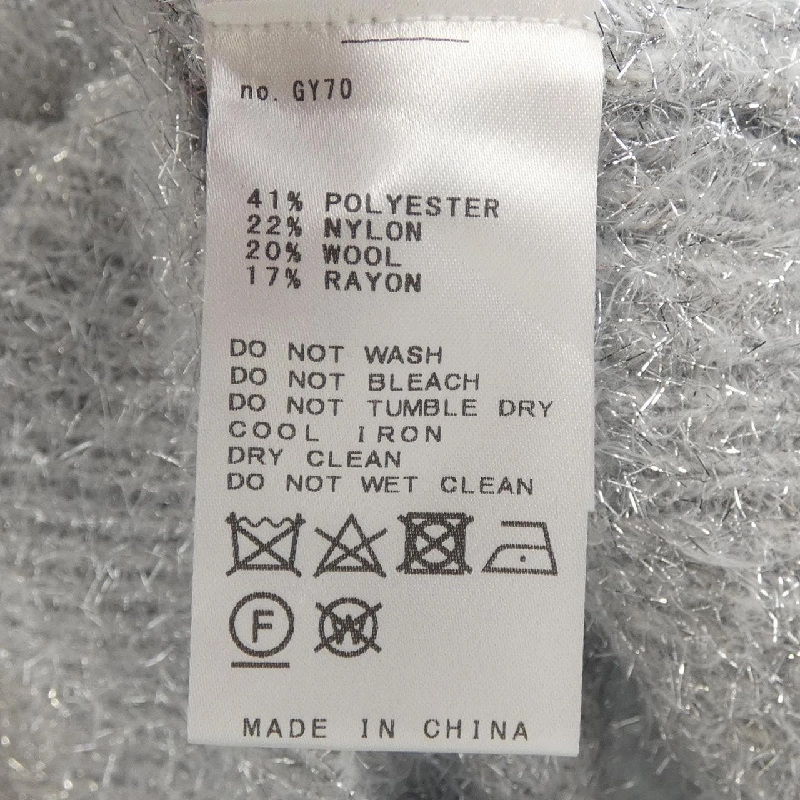 no. GY70
41% POLYESTER
22% NYLON
20% WOOL
17% RAYON
DO NOT WASH
DO NOT BLEACH
DO NOT TUMBLE DRY
COOL IRON
DRY CLEAN
DO NOT WET CLEAN
F W
MADE IN CHINA